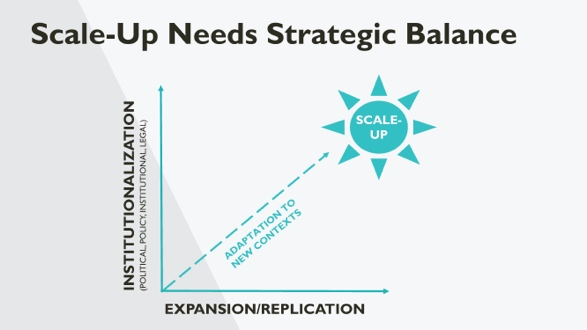 Scale-Up Needs Strategic Balance
INSTITUTIONALIZATION
(POLITICAL, POLICY, INSTITUTIONAL, LEGAL)
SCALE-
UP
ADAPTATION TO
NEW CONTEXTS
EXPANSION/REPLICATION